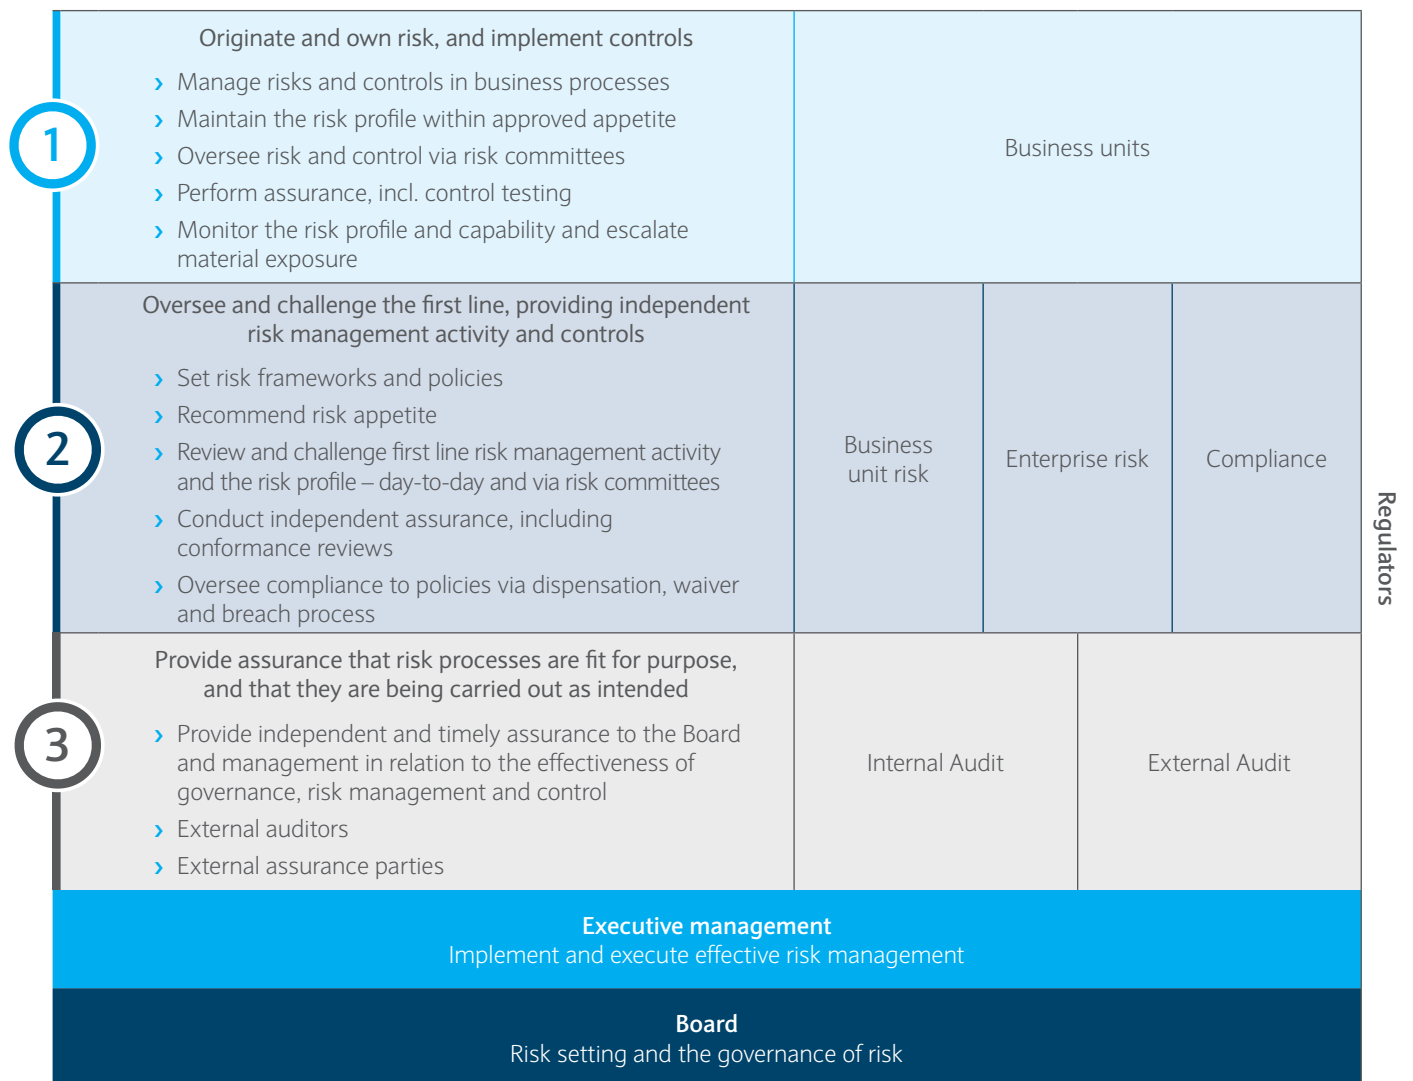 1
Originate and own risk, and implement controls
› Manage risks and controls in business processes
› Maintain the risk profile within approved appetite
› Oversee risk and control via risk committees
› Perform assurance, incl. control testing
› Monitor the risk profile and capability and escalate
material exposure
Business units
2
Oversee and challenge the first line, providing independent
risk management activity and controls
› Set risk frameworks and policies
› Recommend risk appetite
› Review and challenge first line risk management activity
and the risk profile – day-to-day and via risk committees
› Conduct independent assurance, including
conformance reviews
› Oversee compliance to policies via dispensation, waiver
and breach process
Business
unit risk
Enterprise risk
Compliance
3
Provide assurance that risk processes are fit for purpose,
and that they are being carried out as intended
› Provide independent and timely assurance to the Board
and management in relation to the effectiveness of
governance, risk management and control
› External auditors
› External assurance parties
Internal Audit
External Audit
Regulators
Executive management
Implement and execute effective risk management
Board
Risk setting and the governance of risk